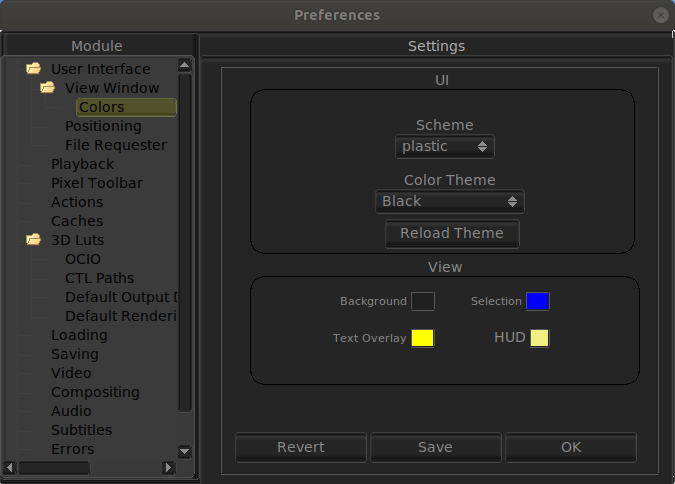 Preferences
Module
Settings
User Interface
View Window
Colors
Positioning
File Requester
Playback
Pixel Toolbar
Actions
Caches
3D Luts
OCIO
CTL Paths
Default Output D
Default Renderi
Loading
Saving
Video
Compositing
Audio
Subtitles
Errors
UI
Scheme
plastic
Color Theme
Black
Reload Theme
View
Background
Selection
Text Overlay
HUD
Revert
Save
OK